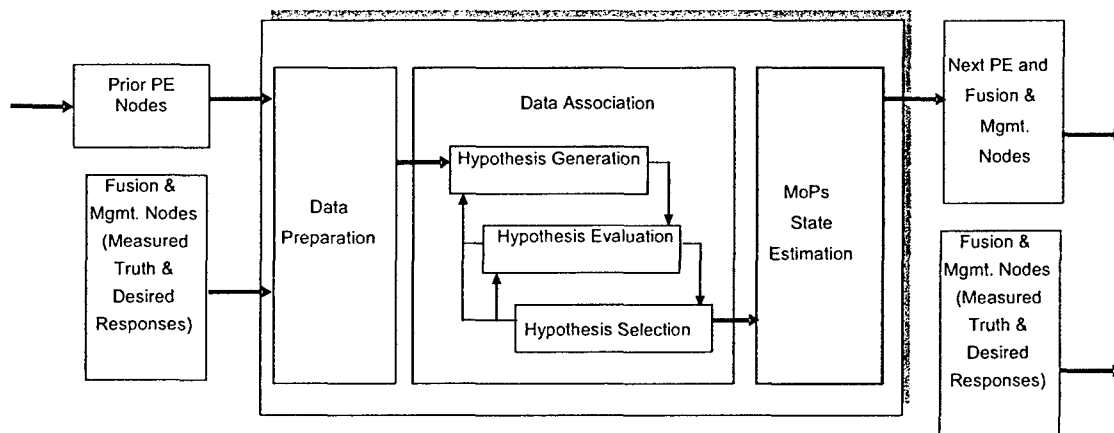 Prior PE
Nodes
Fusion &
Mgmt. Nodes
(Measured
Truth &
Desired
Responses)
Data
Preparation
Data Association
Hypothesis Generation
Hypothesis Evaluation
Hypothesis Selection
MoPs
State
Estimation
Next PE and
Fusion &
Mgmt.
Nodes
Fusion &
Mgmt. Nodes
(Measured
Truth &
Desired
Responses)